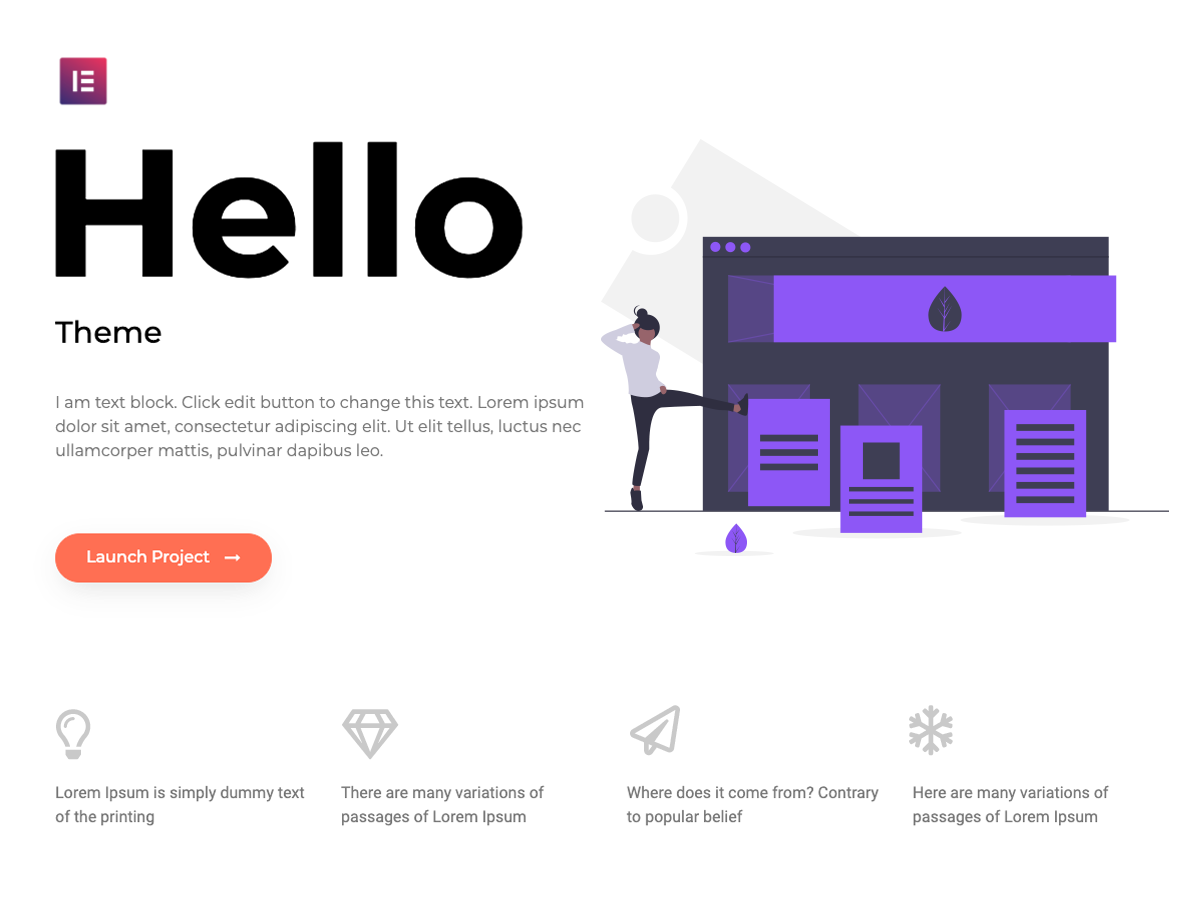 Hello
Theme
I am text block. Click edit button to change this text. Lorem ipsum
dolor sit amet, consectetur adipiscing elit. Ut elit tellus, luctus nec
ullamcorper mattis, pulvinar dapibus leo.
Launch Project
Lorem Ipsum is simply dummy text
of the printing
There are many variations of
passages of Lorem Ipsum
Where does it come from? Contrary
to popular belief
Here are many variations of
passages of Lorem Ipsum